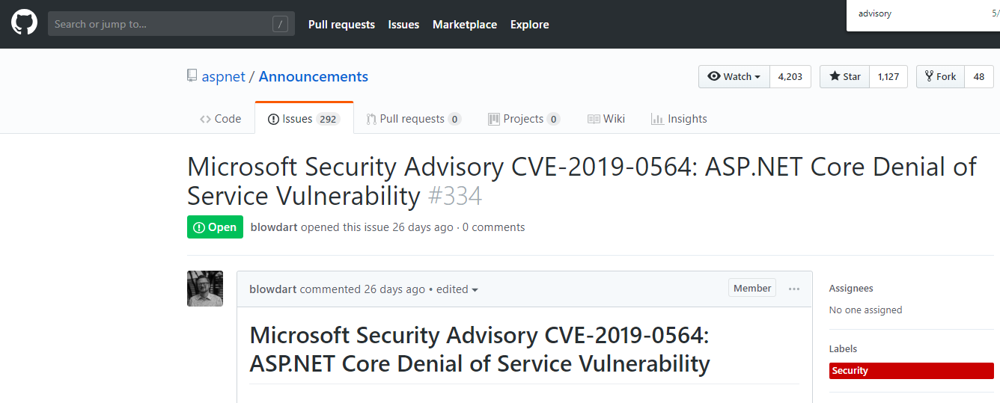 Search or jump to...
/
Pull requests Issues Marketplace Explore
advisory 5/
aspnet / Announcements
Watch 4,203 Star 1,127 Fork 48
Code Issues 292 Pull requests 0 Projects 0 Wiki Insights
Microsoft Security Advisory CVE-2019-0564: ASP.NET Core Denial of
Service Vulnerability #334
Open blowdart opened this issue 26 days ago · 0 comments
blowdart commented 26 days ago • edited Member ...
Microsoft Security Advisory CVE-2019-0564:
ASP.NET Core Denial of Service Vulnerability
Assignees
No one assigned
Labels
Security